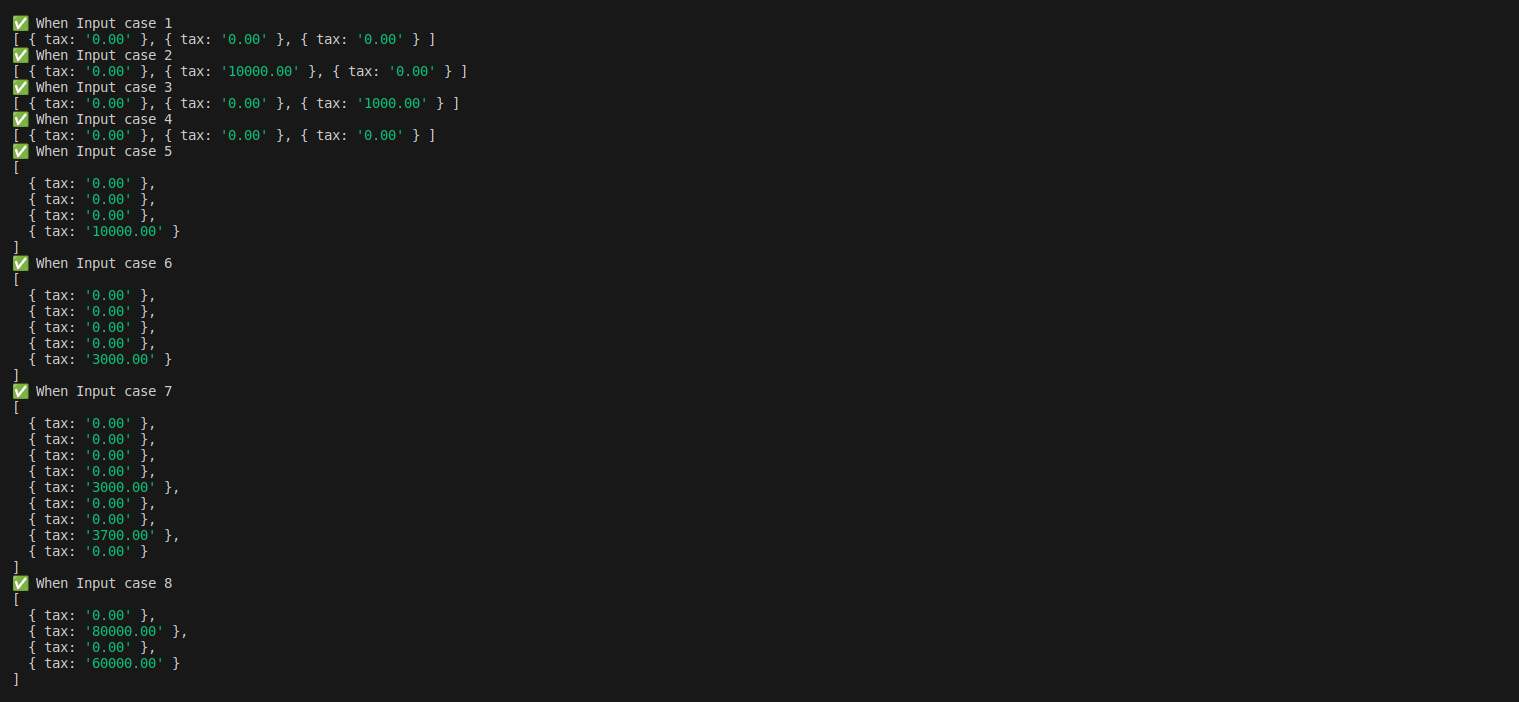 ✅ When Input case 1
[ { tax: '0.00' }, { tax: '0.00' }, { tax: '0.00' } ]
✅ When Input case 2
[ { tax: '0.00' }, { tax: '10000.00' }, { tax: '0.00' } ]
✅ When Input case 3
[ { tax: '0.00' }, { tax: '0.00' }, { tax: '1000.00' } ]
✅ When Input case 4
[ { tax: '0.00' }, { tax: '0.00' }, { tax: '0.00' } ]
✅ When Input case 5
[
  { tax: '0.00' },
  { tax: '0.00' },
  { tax: '0.00' },
  { tax: '10000.00' }
]
✅ When Input case 6
[
  { tax: '0.00' },
  { tax: '0.00' },
  { tax: '0.00' },
  { tax: '0.00' },
  { tax: '3000.00' }
]
✅ When Input case 7
[
  { tax: '0.00' },
  { tax: '0.00' },
  { tax: '0.00' },
  { tax: '0.00' },
  { tax: '3000.00' },
  { tax: '0.00' },
  { tax: '0.00' },
  { tax: '3700.00' },
  { tax: '0.00' }
]
✅ When Input case 8
[
  { tax: '0.00' },
  { tax: '80000.00' },
  { tax: '0.00' },
  { tax: '60000.00' }
]